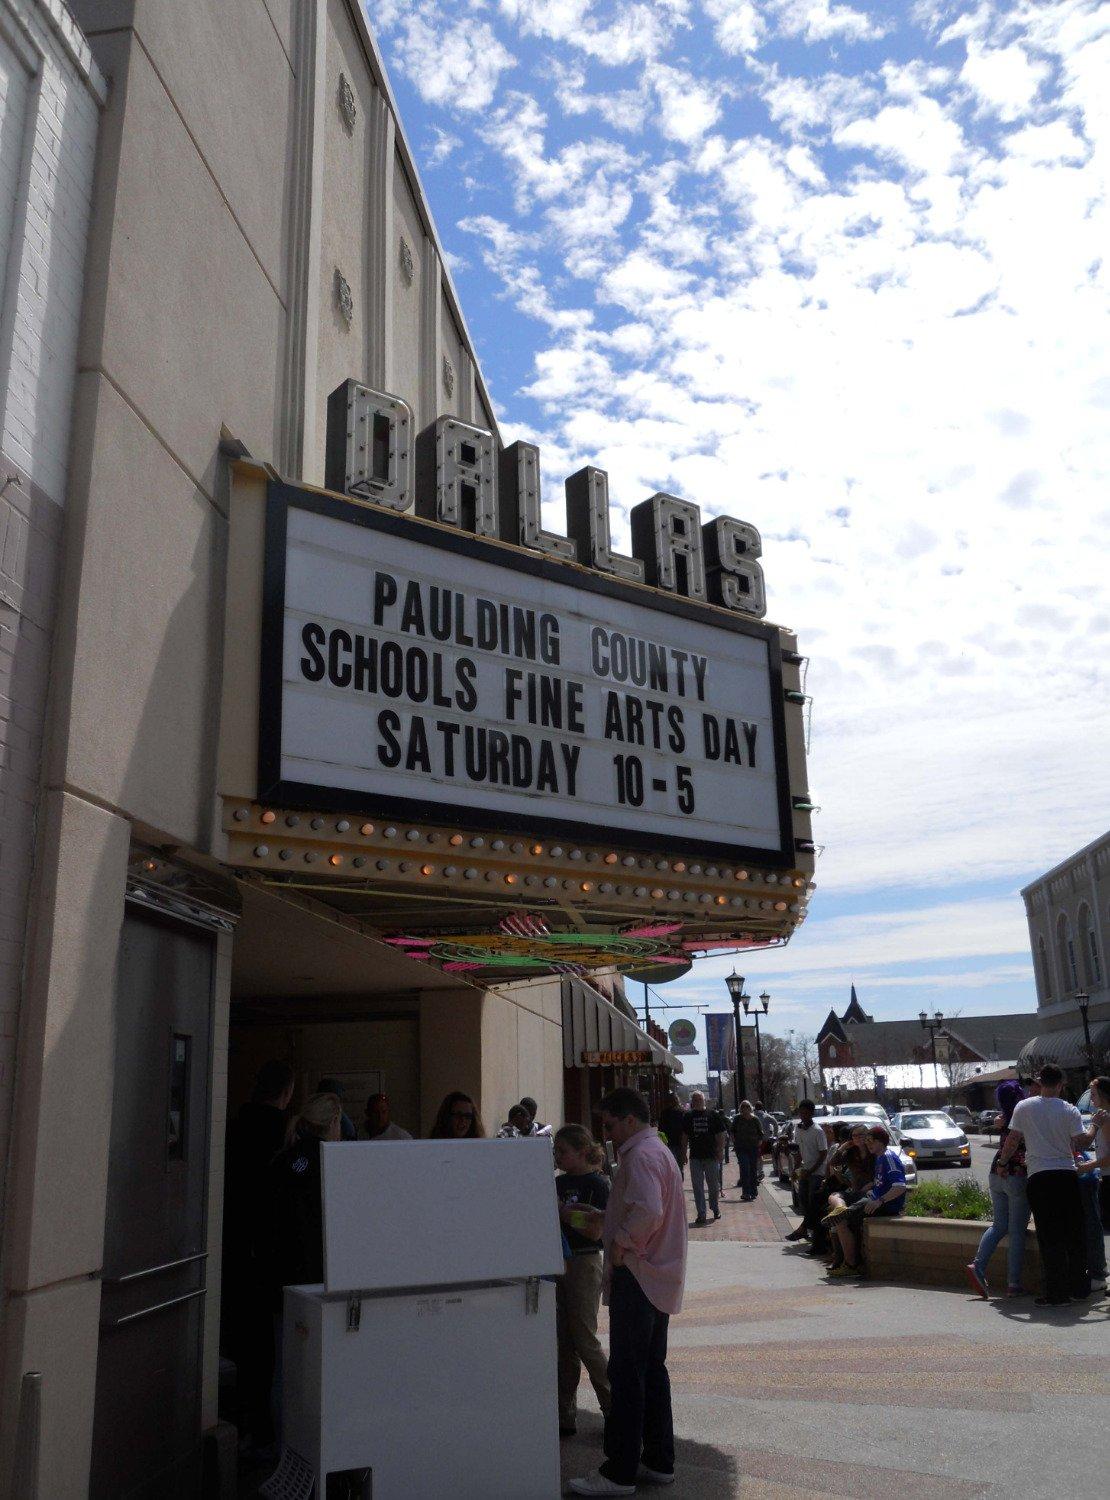 DALLAS
PAULDING COUNTY
SCHOOLS FINE ARTS DAY
SATURDAY 10-5